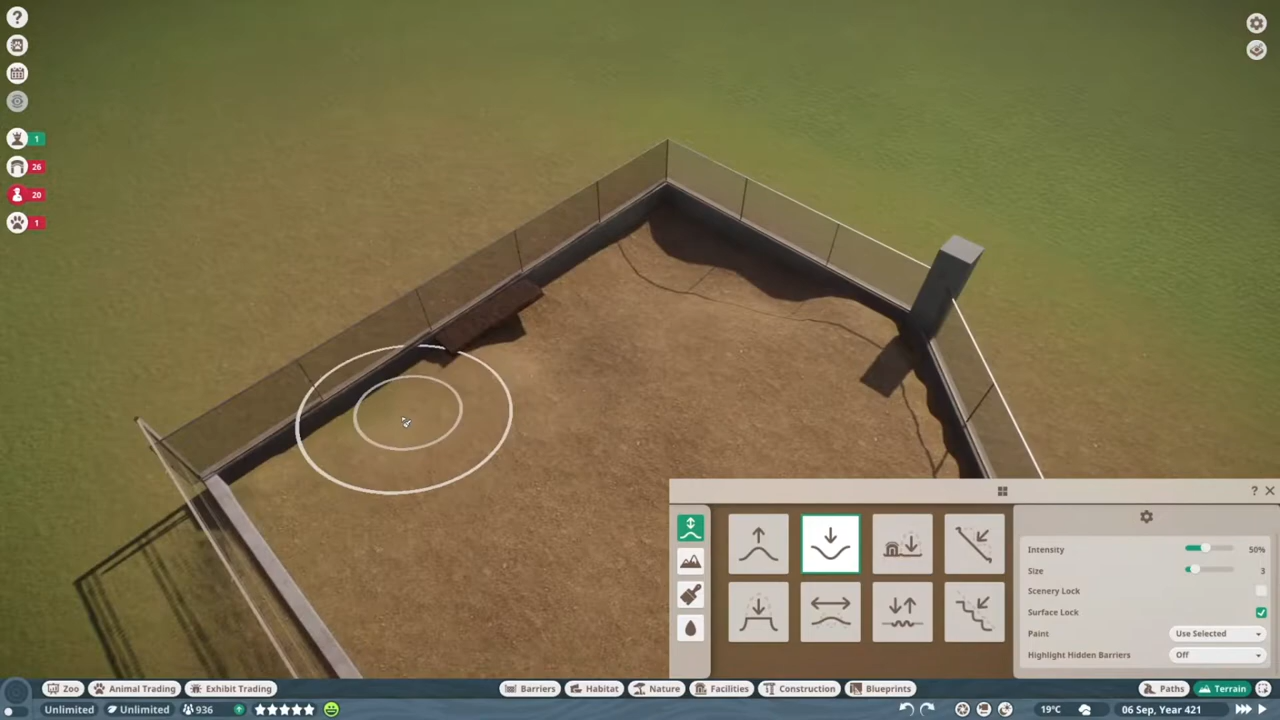 ?
1
26
20
1
? ×
Intensity 50%
Size 3
Scenery Lock
Surface Lock
Paint Use Selected
Highlight Hidden Barriers Off
Zoo Animal Trading Exhibit Trading Barriers Habitat Nature Facilities Construction Blueprints Paths Terrain
Unlimited Unlimited 936 19°C 06 Sep, Year 421